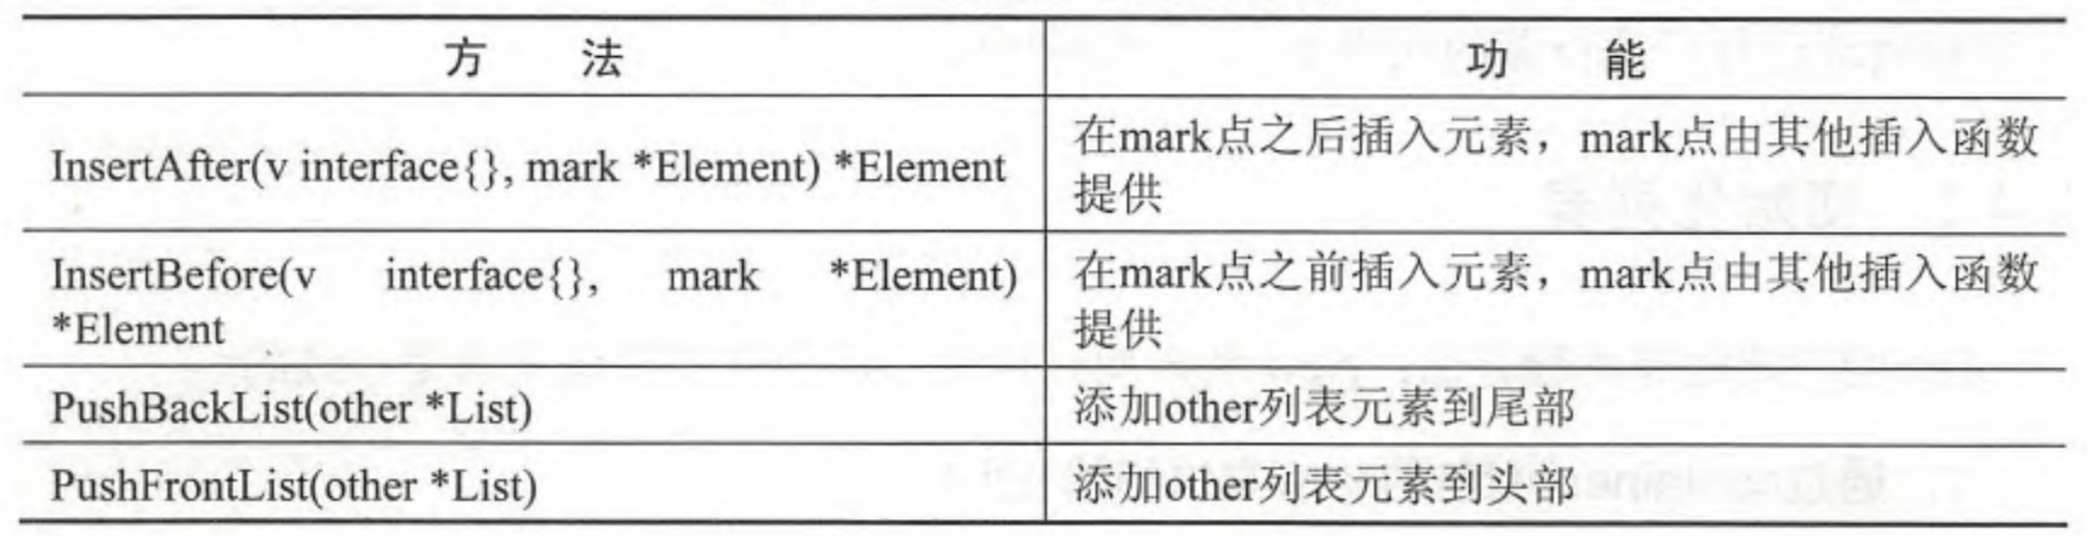 方 法 功 能
InsertAfter(v interface{}, mark *Element) *Element
在mark点之后插入元素，mark点由其他插入函数
提供
InsertBefore(v interface{}, mark *Element)
*Element
在mark点之前插入元素，mark点由其他插入函数
提供
PushBackList(other *List)
添加other列表元素到尾部
PushFrontList(other *List)
添加other列表元素到头部